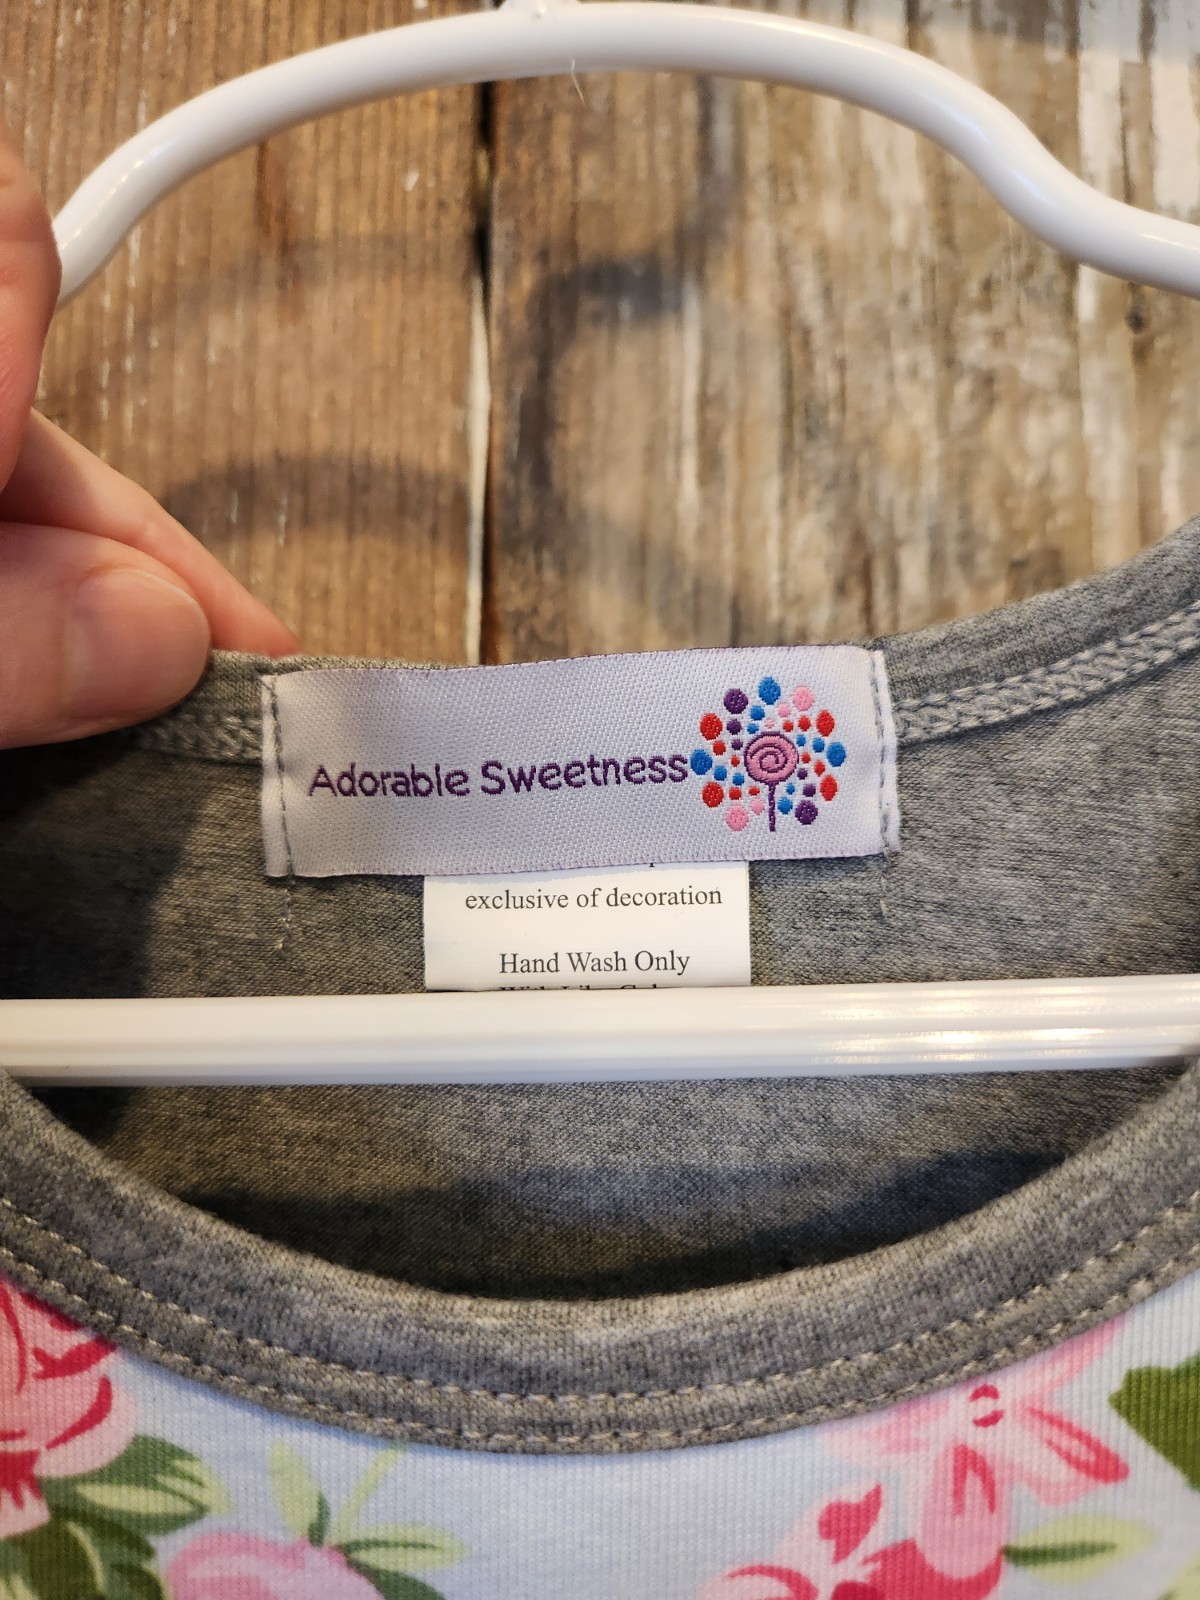 Adorable Sweetness
exclusive of decoration
Hand Wash Only